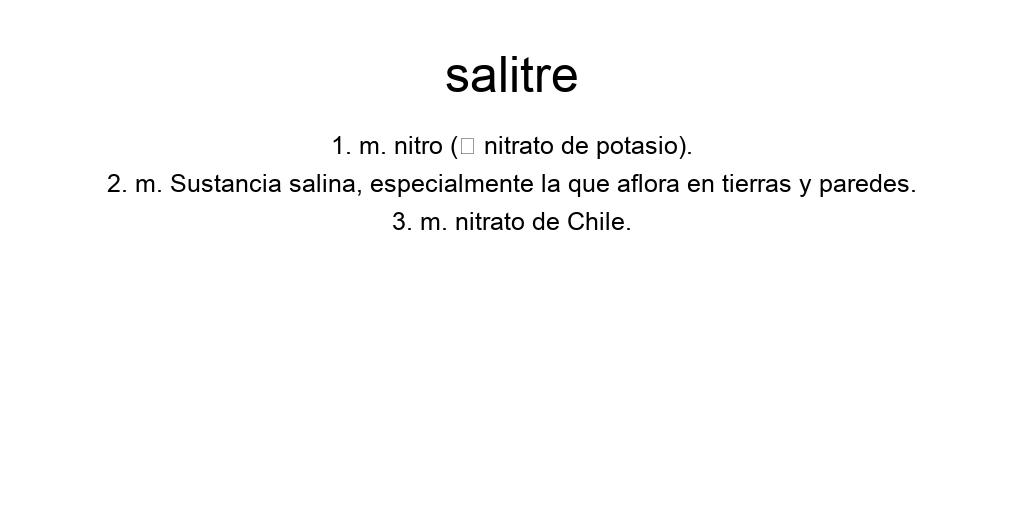 salitre
1. m. nitro (□ nitrato de potasio).
2. m. Sustancia salina, especialmente la que aflora en tierras y paredes.
3. m. nitrato de Chile.